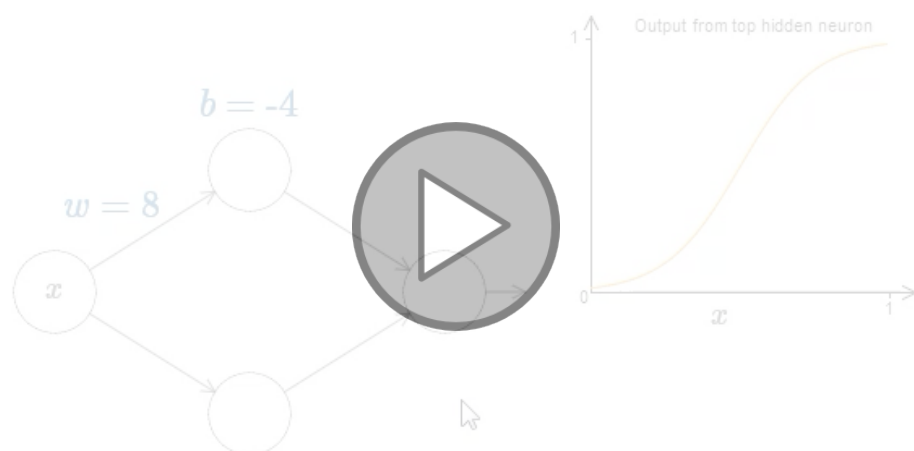 Output from top hidden neuron
1
b = -4
w = 8
x
0
1
x